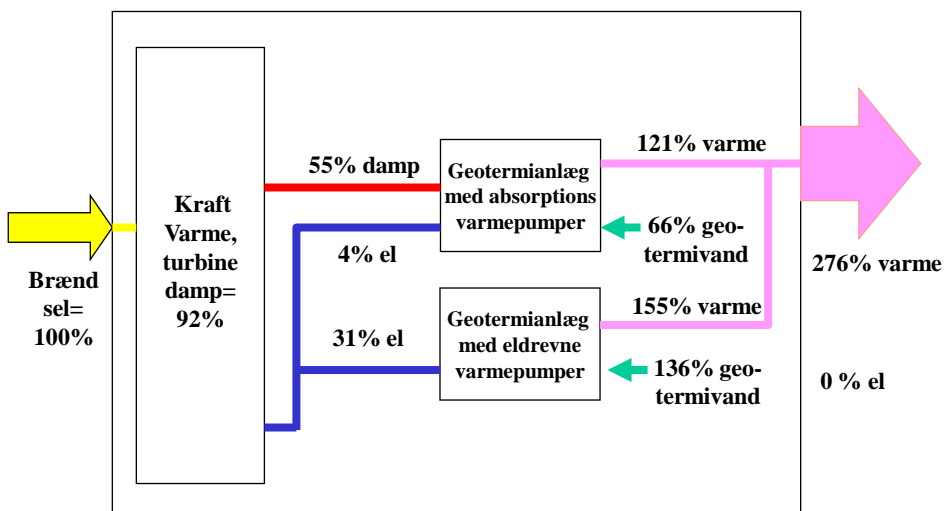 Brænd
sel=
100%
Kraft
Varme,
turbine
damp=
92%
55% damp
4% el
31% el
Geotermianlæg
med absorptions
varmepumper
Geotermianlæg
med eldrevne
varmepumper
121% varme
66% geo-
termivand
155% varme
136% geo-
termivand
276% varme
0 % el